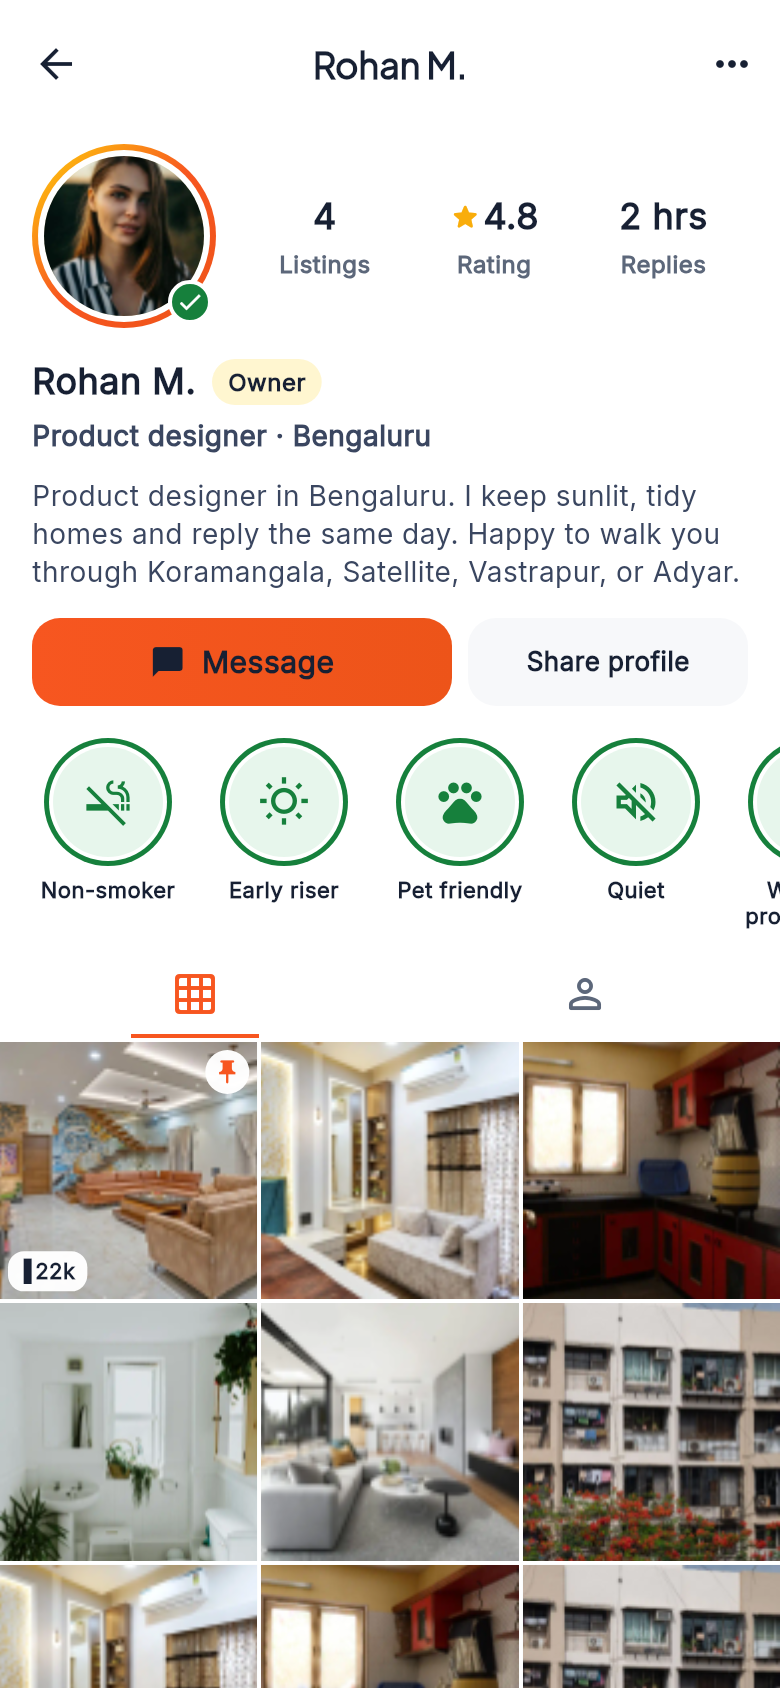 Rohan M.
4
4.8
2 hrs
Listings
Rating
Replies
Rohan M.
Owner
Product designer · Bengaluru
Product designer in Bengaluru. I keep sunlit, tidy
homes and reply the same day. Happy to walk you
through Koramangala, Satellite, Vastrapur, or Adyar.
Message
Share profile
Non-smoker
Early riser
Pet friendly
Quiet
22k